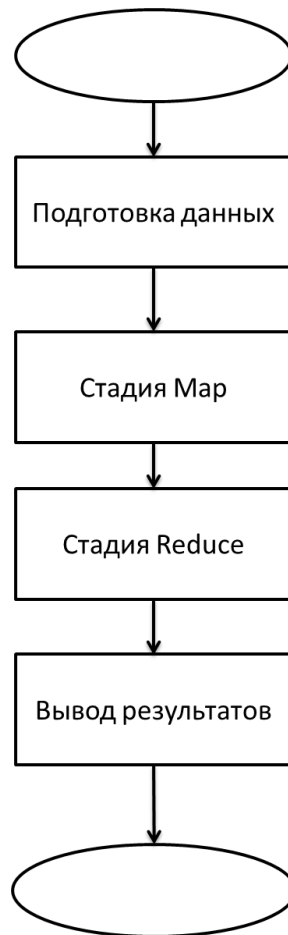 Подготовка данных
Стадия Map
Стадия Reduce
Вывод результатов